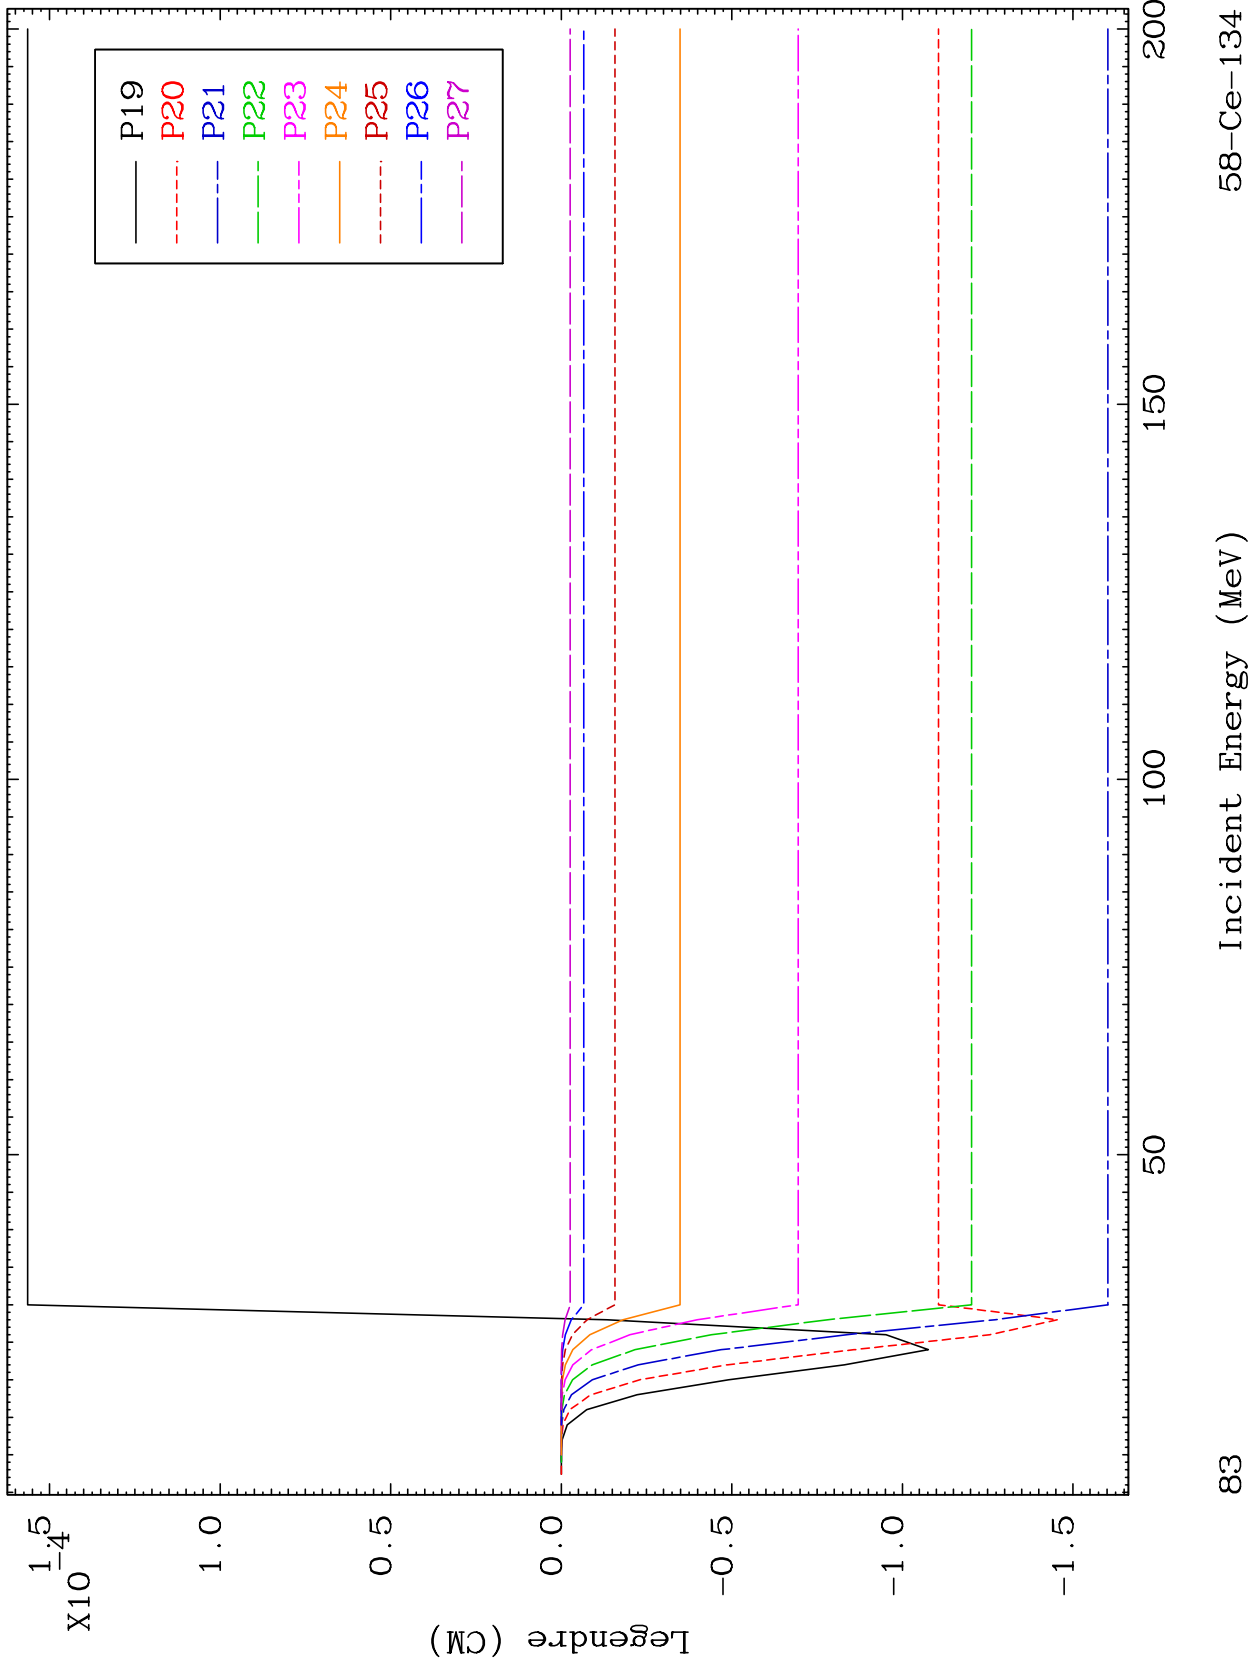 1.5
X10
-4
1.0
0.5
0.0
-0.5
-1.0
-1.5
Legendre (CM)
P19
P20
P21
P22
P23
P24
P25
P26
P27
50
100
150
200
Incident Energy (MeV)
83
58-Ce-134